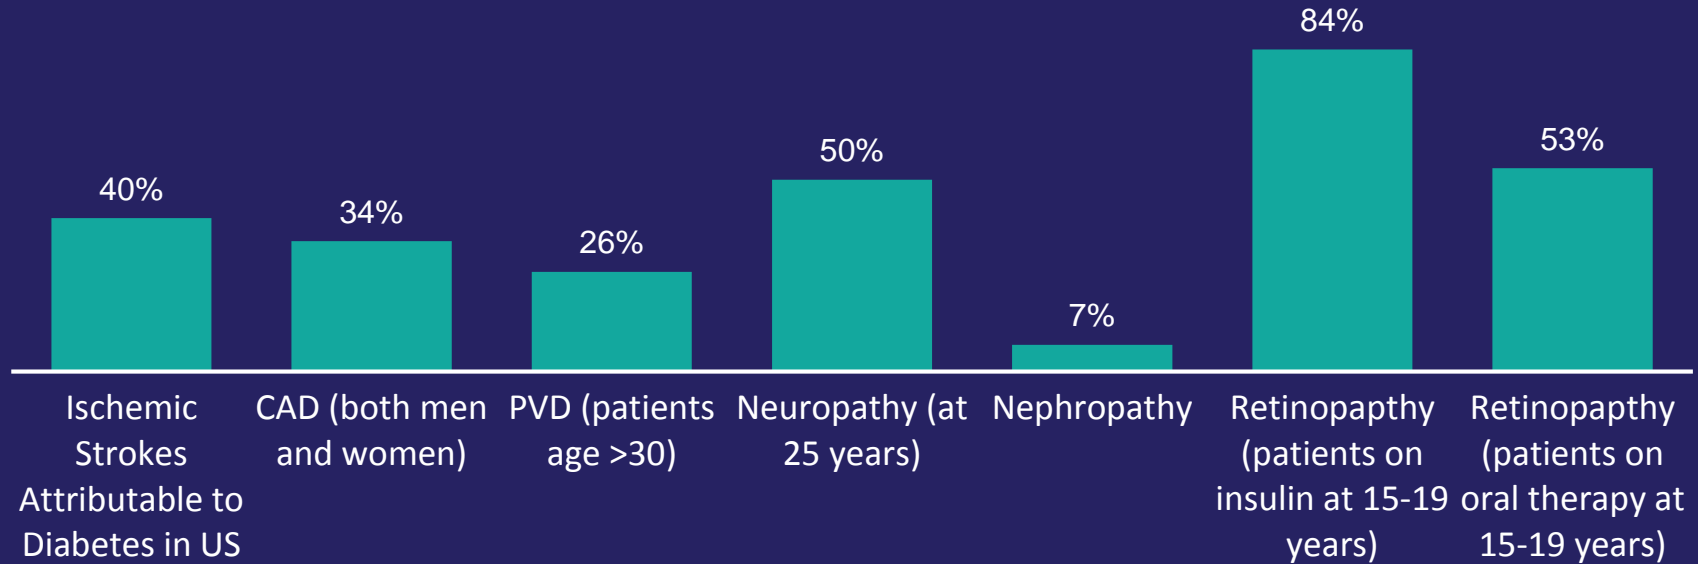 40%
34%
26%
50%
7%
84%
53%
Ischemic
Strokes
Attributable to
Diabetes in US
CAD (both men
and women)
PVD (patients
age >30)
Neuropathy (at
25 years)
Nephropathy
Retinopapthy
(patients on
insulin at 15-19
years)
Retinopapthy
(patients on
oral therapy at
15-19 years)